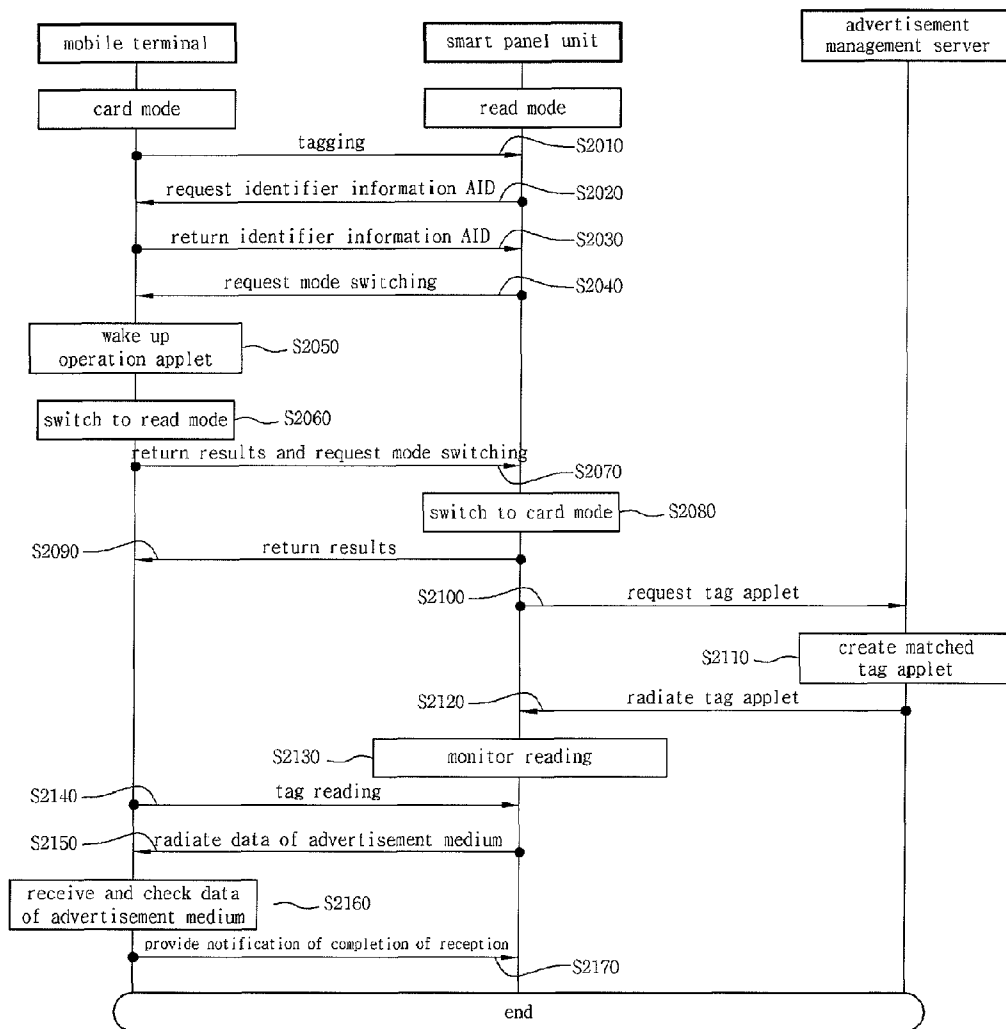 mobile terminal
smart panel unit
advertisement
management server
card mode
read mode
tagging
S2010
request identifier information AID
S2020
return identifier information AID
S2030
request mode switching
S2040
wake up
operation applet
S2050
switch to read mode
S2060
return results and request mode switching
S2070
switch to card mode
S2080
S2090
return results
S2100
request tag applet
S2110
create matched
tag applet
S2120
radiate tag applet
S2130
monitor reading
S2140
tag reading
S2150
radiate data of advertisement medium
receive and check data
of advertisement medium
S2160
provide notification of completion of reception
S2170
end